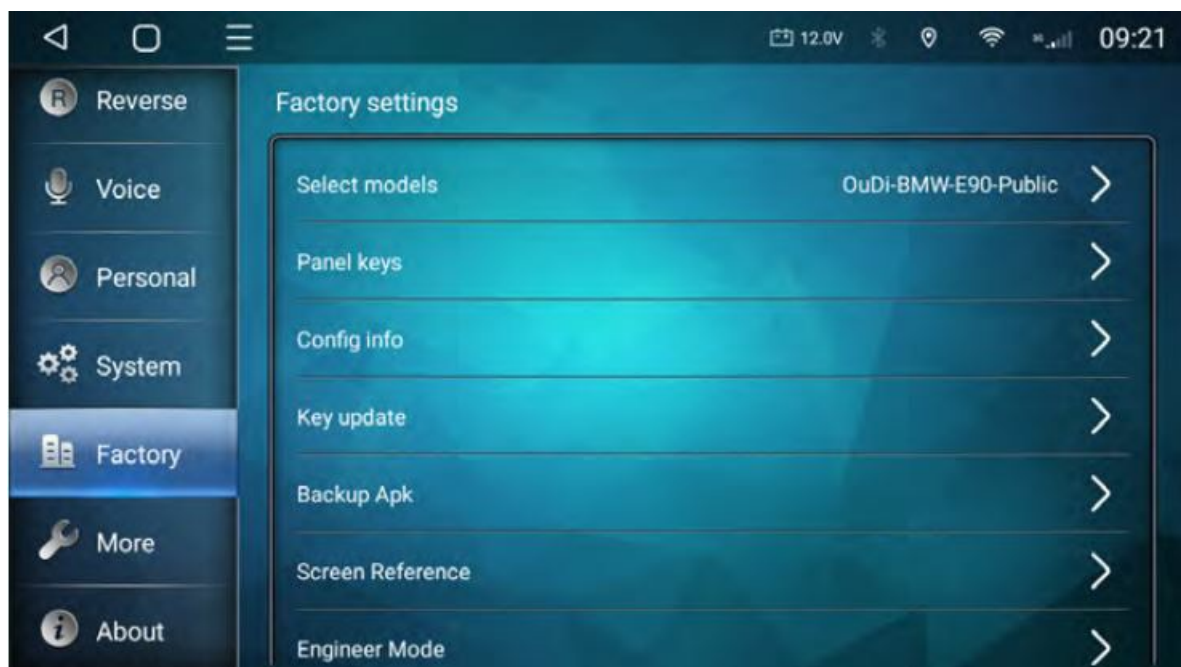 12.0V
09:21
R
Reverse
Voice
Personal
System
Factory
More
i
About
Factory settings
Select models
OuDi-BMW-E90-Public
Panel keys
Config info
Key update
Backup Apk
Screen Reference
Engineer Mode